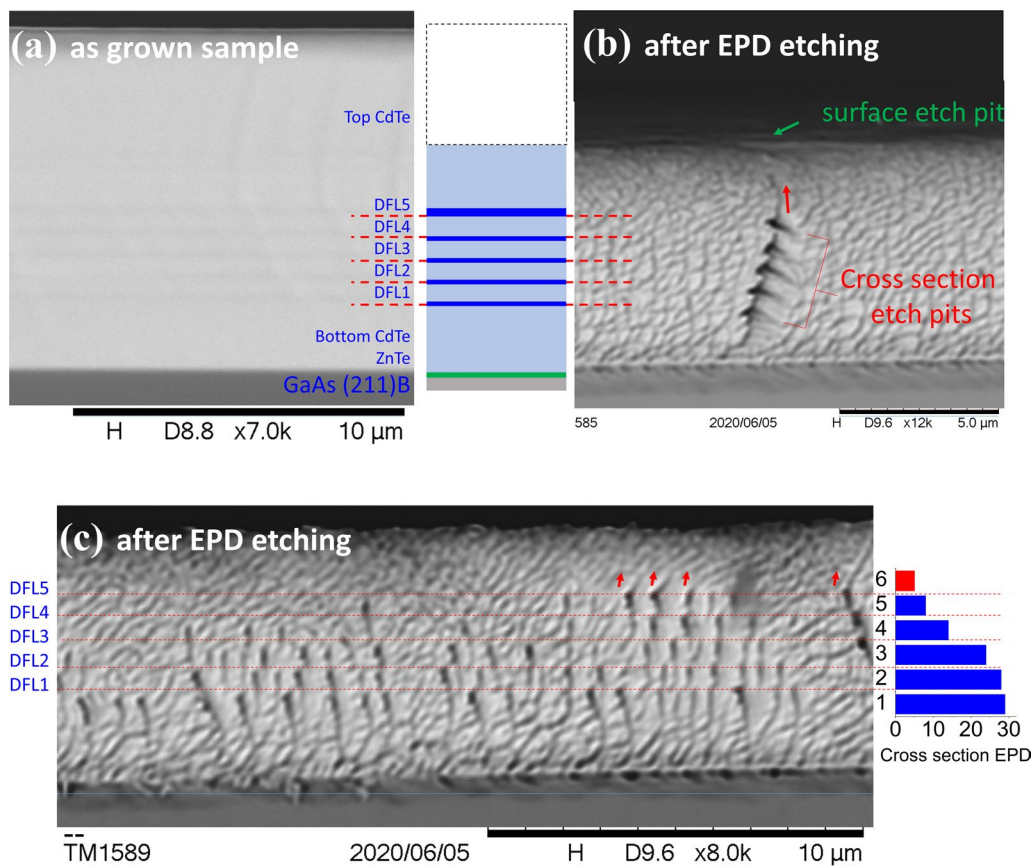 (a) as grown sample
Top CdTe
DFL5
DFL4
DFL3
DFL2
DFL1
Bottom CdTe
ZnTe
GaAs (211)B
H D8.8 x7.0k 10 µm
(b) after EPD etching
surface etch pit
Cross section
etch pits
585 2020/06/05 H D9.6 x12k 5.0 µm
(c) after EPD etching
DFL5
DFL4
DFL3
DFL2
DFL1
6
5
4
3
2
1
0 10 20 30
Cross section EPD
TM1589 2020/06/05 H D9.6 x8.0k 10 µm